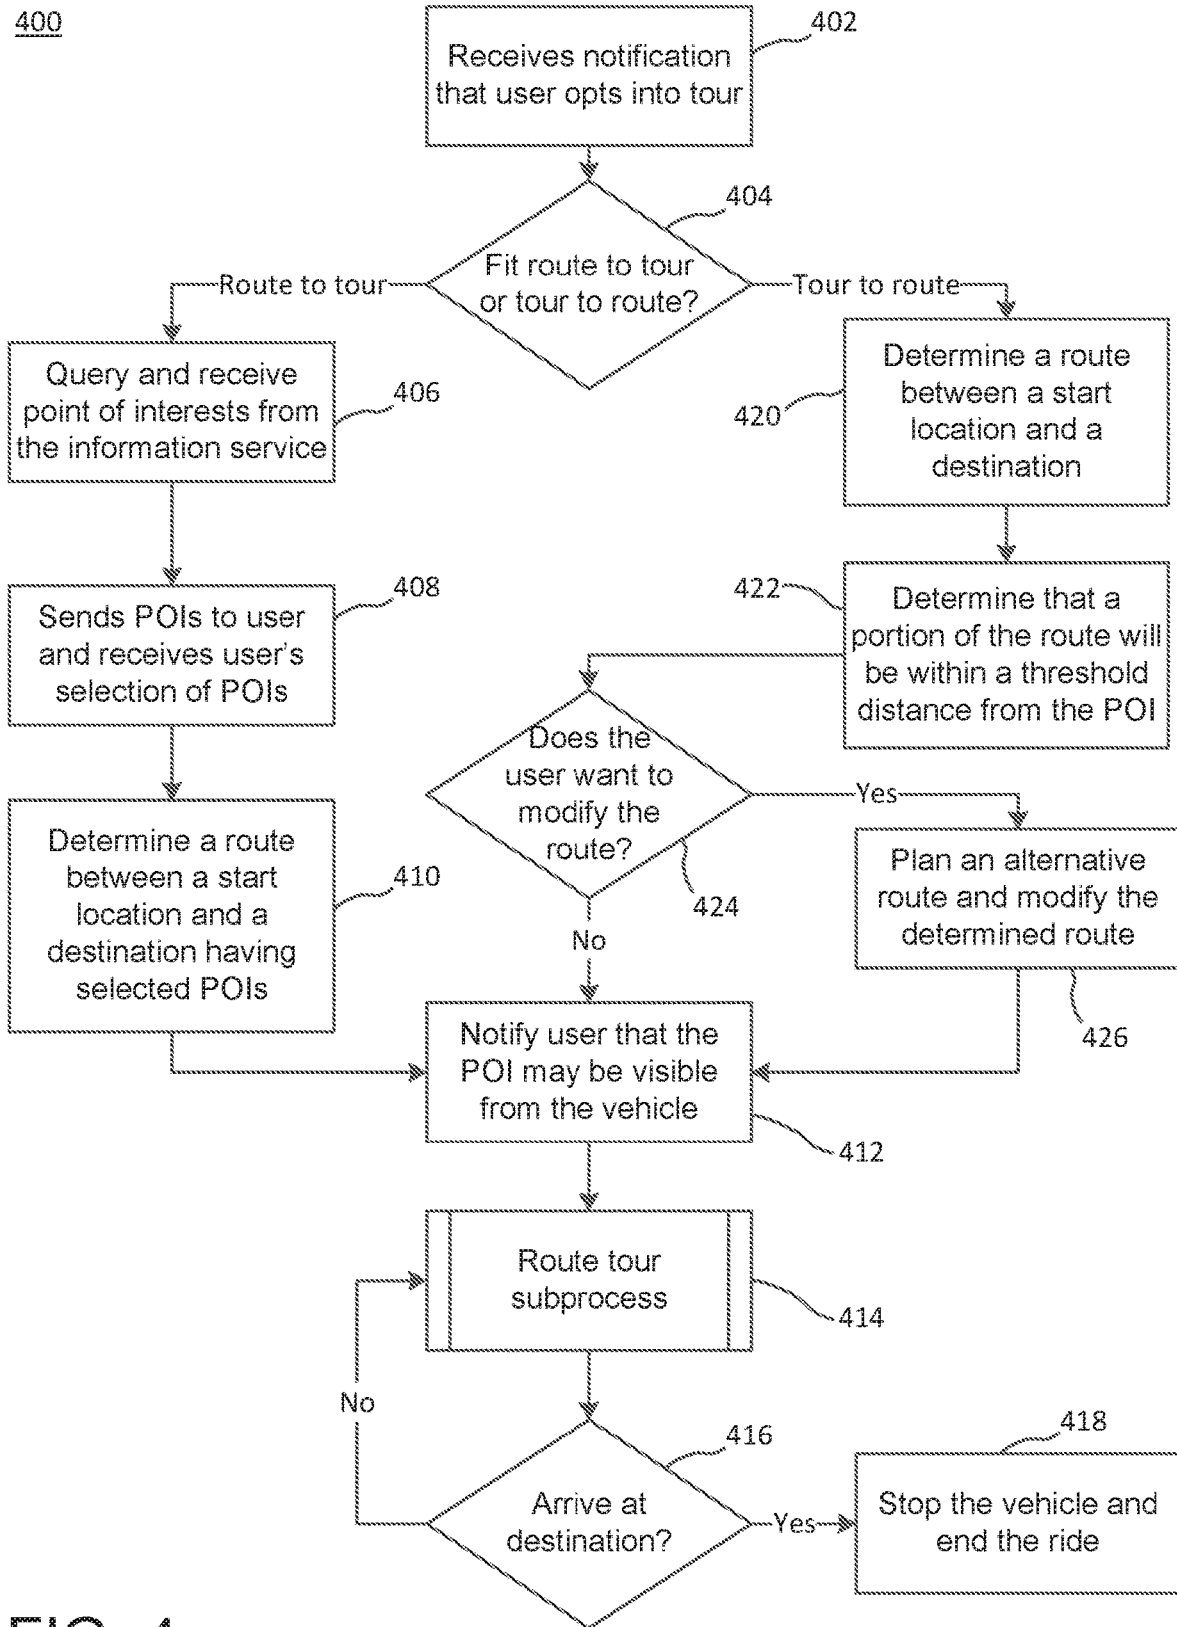 400
402
Receives notification
that user opts into tour
404
Fit route to tour
or tour to route?
Route to tour
Tour to route
Query and receive
point of interests from
the information service
406
Determine a route
between a start
location and a
destination
420
Sends POIs to user
and receives user's
selection of POIs
408
422
Determine that a
portion of the route will
be within a threshold
distance from the POI
Does the
user want to
modify the
route?
424
Yes
No
Determine a route
between a start
location and a
destination having
selected POIs
410
Plan an alternative
route and modify the
determined route
426
Notify user that the
POI may be visible
from the vehicle
412
Route tour
subprocess
414
No
416
Arrive at
destination?
Yes
418
Stop the vehicle and
end the ride
FIG. 4